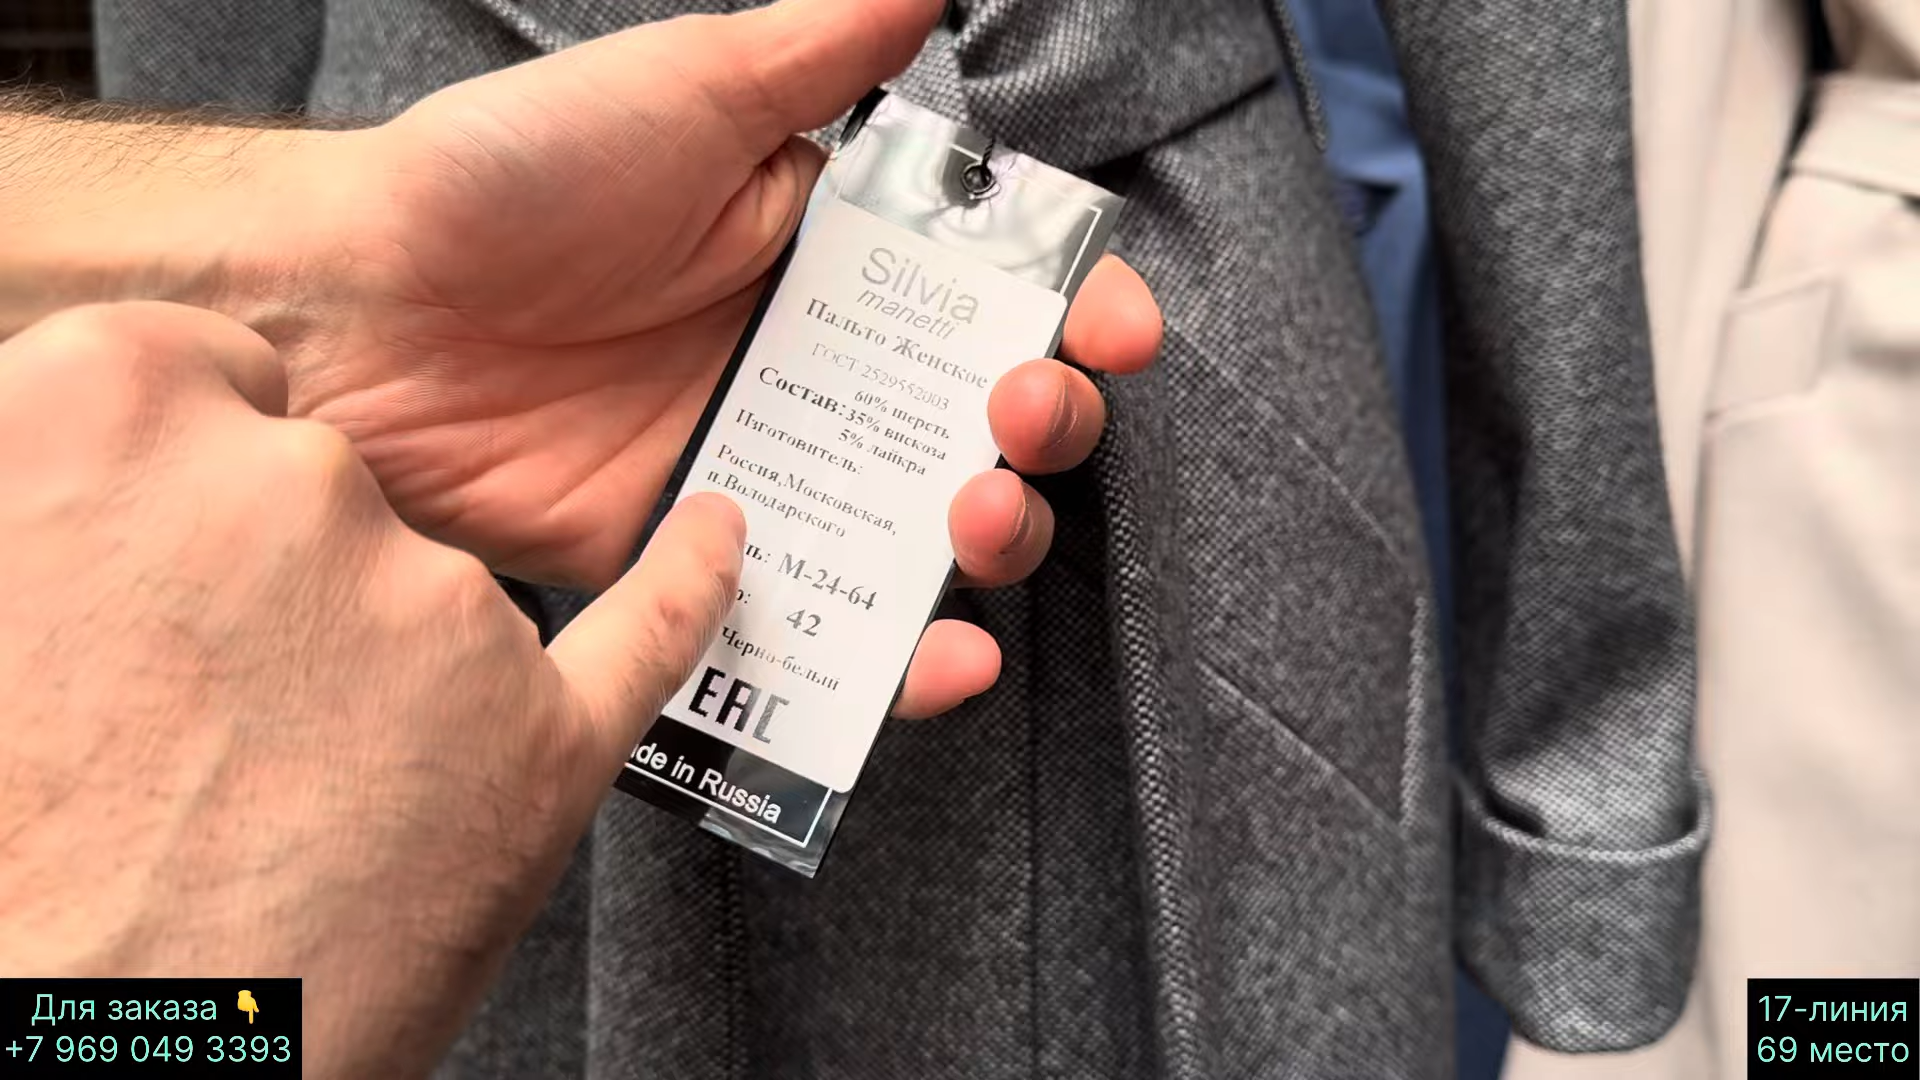 Silvia
manetti
Пальто Женское
ГОСТ 2529552003
60% шерсть
Состав: 35% вискоза
5% лайкра
Изготовитель:
Россия, Московская,
п. Володарского
ль: М-24-64
р: 42
Черно-белый
EAC
de in Russia
Для заказа 👇
+7 969 049 3393
17-линия
69 место